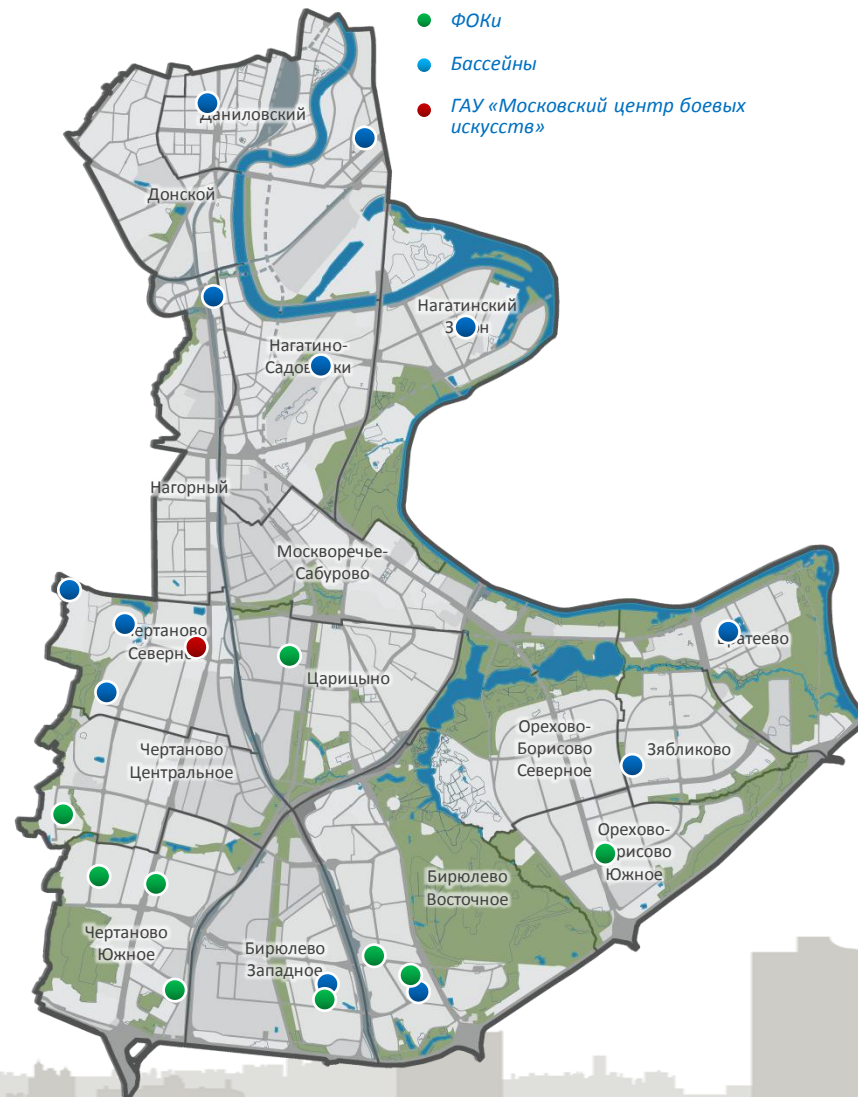 ФОКи
Бассейны
ГАУ «Московский центр боевых
искусств»
Даниловский
Донской
Нагатинский
Нагатино-
Нагорный
Москворечье-
Сабурово
Чертаново
Царицыно
Чертаново
Центральное
Орехово-
Борисово
Северное
Зябликово
Орехово-
Южное
Бирюлево
Восточное
Чертаново
Южное
Бирюлево
Западное